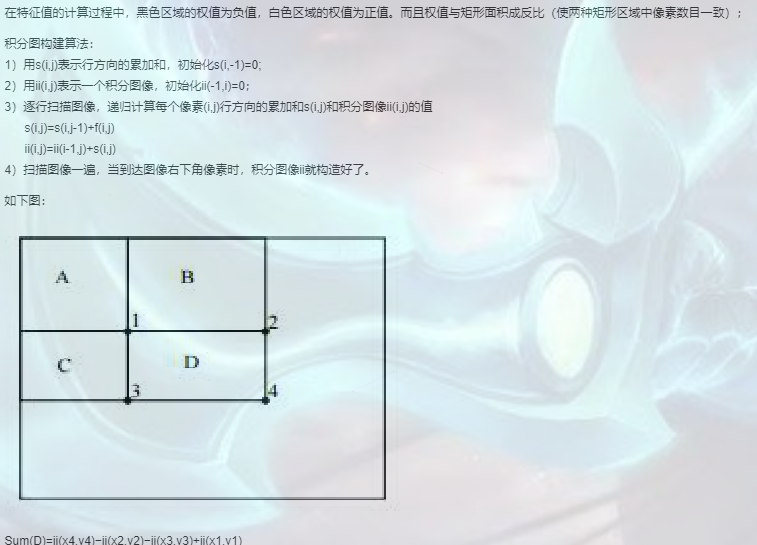 在特征值的计算过程中，黑色区域的权值为负值，白色区域的权值为正值。而且权值与矩形面积成反比（使两种矩形区域中像素数目一致）；
积分图构建算法：
1）用s(i,j)表示行方向的累加和，初始化s(i,-1)=0;
2）用ii(i,j)表示一个积分图像，初始化ii(-1,i)=0；
3）逐行扫描图像，递归计算每个像素(i,j)行方向的累加和s(i,j)和积分图像ii(i,j)的值
s(i,j)=s(i,j-1)+f(i,j)
ii(i,j)=ii(i-1,j)+s(i,j)
4）扫描图像一遍，当到达图像右下角像素时，积分图像ii就构造好了。
如下图：
A B
1 2
C D
3 4
Sum(D)=ii(x4,y4)−ii(x2,y2)−ii(x3,y3)+ii(x1,y1)